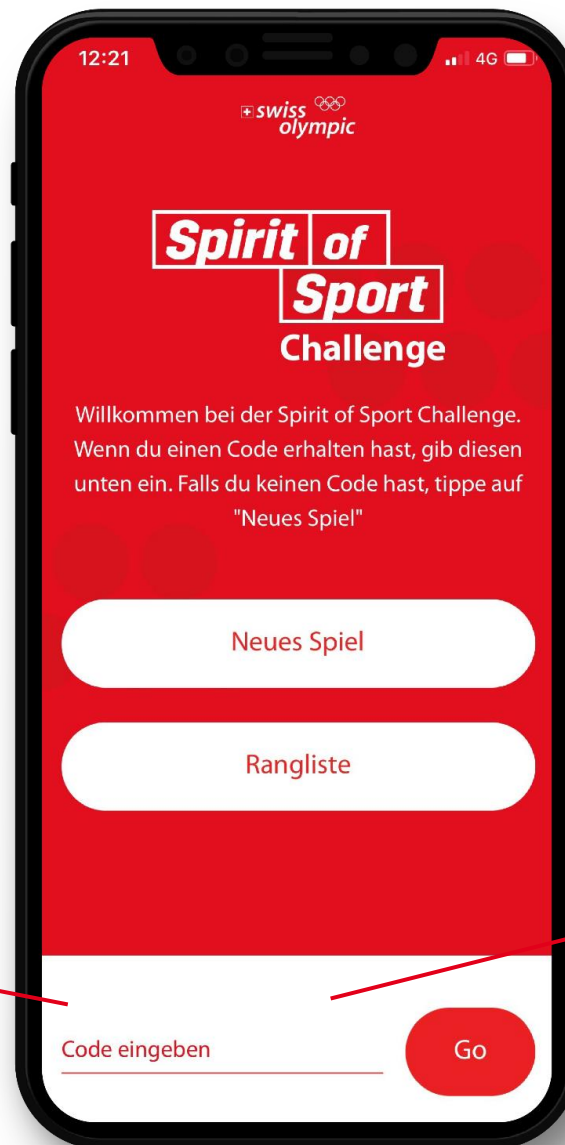 12:21
4G
swiss
olympic
Spirit of
Sport
Challenge
Willkommen bei der Spirit of Sport Challenge.
Wenn du einen Code erhalten hast, gib diesen
unten ein. Falls du keinen Code hast, tippe auf
"Neues Spiel"
Neues Spiel
Rangliste
Code eingeben
Go